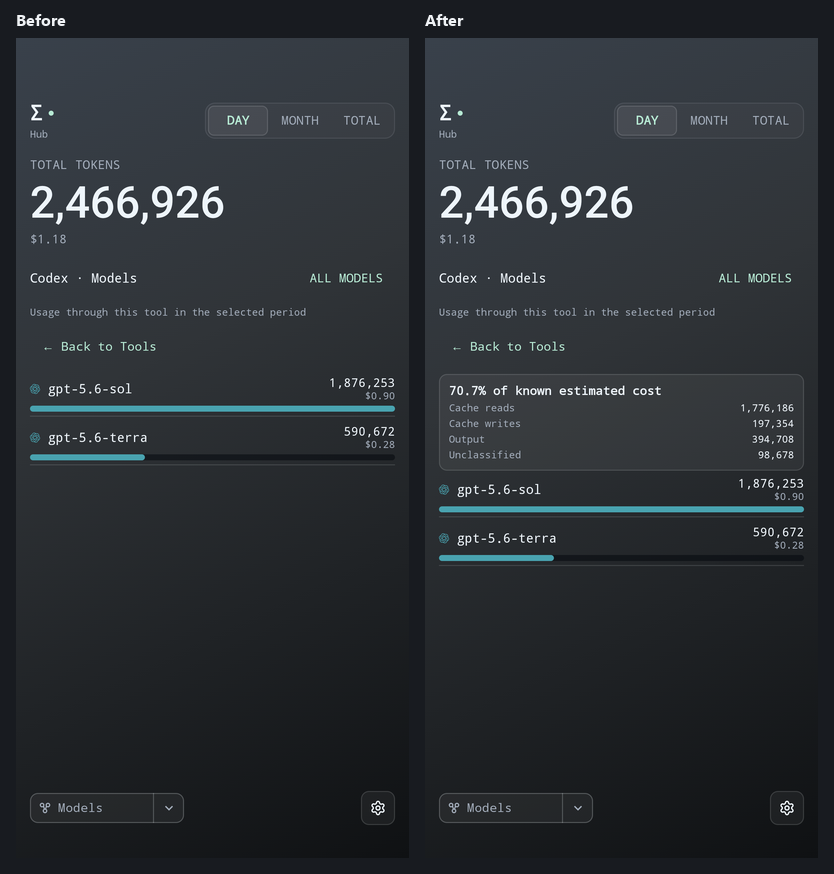 Before
Σ
Hub
DAY MONTH TOTAL
TOTAL TOKENS
2,466,926
$1.18
Codex · Models ALL MODELS
Usage through this tool in the selected period
← Back to Tools
gpt-5.6-sol 1,876,253
$0.90
gpt-5.6-terra 590,672
$0.28
Models
After
Σ
Hub
DAY MONTH TOTAL
TOTAL TOKENS
2,466,926
$1.18
Codex · Models ALL MODELS
Usage through this tool in the selected period
← Back to Tools
70.7% of known estimated cost
Cache reads 1,776,186
Cache writes 197,354
Output 394,708
Unclassified 98,678
gpt-5.6-sol 1,876,253
$0.90
gpt-5.6-terra 590,672
$0.28
Models